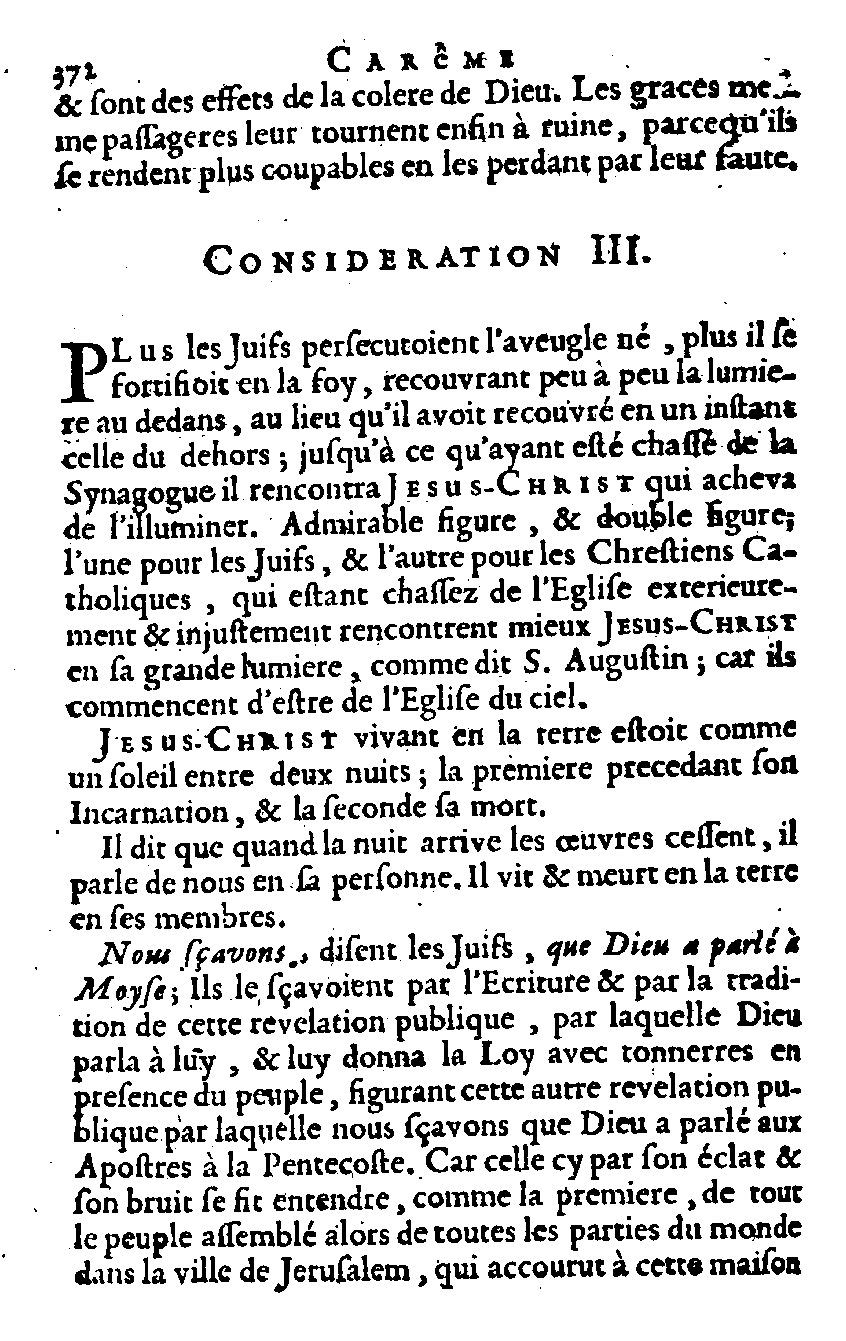 372 CARêME
& ſont des effets de la colere de Dieu. Les graces me-
me paſſageres leur tournent enfin à ruine, parcequ'ils
ſe rendent plus coupables en les perdant par leur faute.
CONSIDERATION III.
PLus les Juifs perſecutoient l'aveugle né, plus il ſe
fortifioit en la foy, recouvrant peu à peu la lumie-
re au dedans, au lieu qu'il avoit recouvré en un inſtant
celle du dehors; juſqu'à ce qu'ayant eſté chaſſé de la
Synagogue il rencontra JESUS-CHRIST qui acheva
de l'illuminer. Admirable figure, & double figure;
l'une pour les Juifs, & l'autre pour les Chreſtiens Ca-
tholiques, qui eſtant chaſſez de l'Egliſe exterieure-
ment & injuſtement rencontrent mieux JESUS-CHRIST
en ſa grande lumiere, comme dit S. Auguſtin; car ils
commencent d'eſtre de l'Egliſe du ciel.
JESUS-CHRIST vivant en la terre eſtoit comme
un ſoleil entre deux nuits; la premiere precedant ſon
Incarnation, & la ſeconde ſa mort.
Il dit que quand la nuit arrive les œuvres ceſſent, il
parle de nous en ſa perſonne. Il vit & meurt en la terre
en ſes membres.
Nous ſçavons, diſent les Juifs, que Dieu a parlé à
Moyſe; Ils le ſçavoient par l'Ecriture & par la tradi-
tion de cette revelation publique, par laquelle Dieu
parla à luy, & luy donna la Loy avec tonnerres en
preſence du peuple, figurant cette autre revelation pu-
blique par laquelle nous ſçavons que Dieu a parlé aux
Apoſtres à la Pentecoſte. Car celle cy par ſon éclat &
ſon bruit ſe fit entendre, comme la premiere, de tout
le peuple aſſemblé alors de toutes les parties du monde
dans la ville de Jeruſalem, qui accourut à cette maiſon